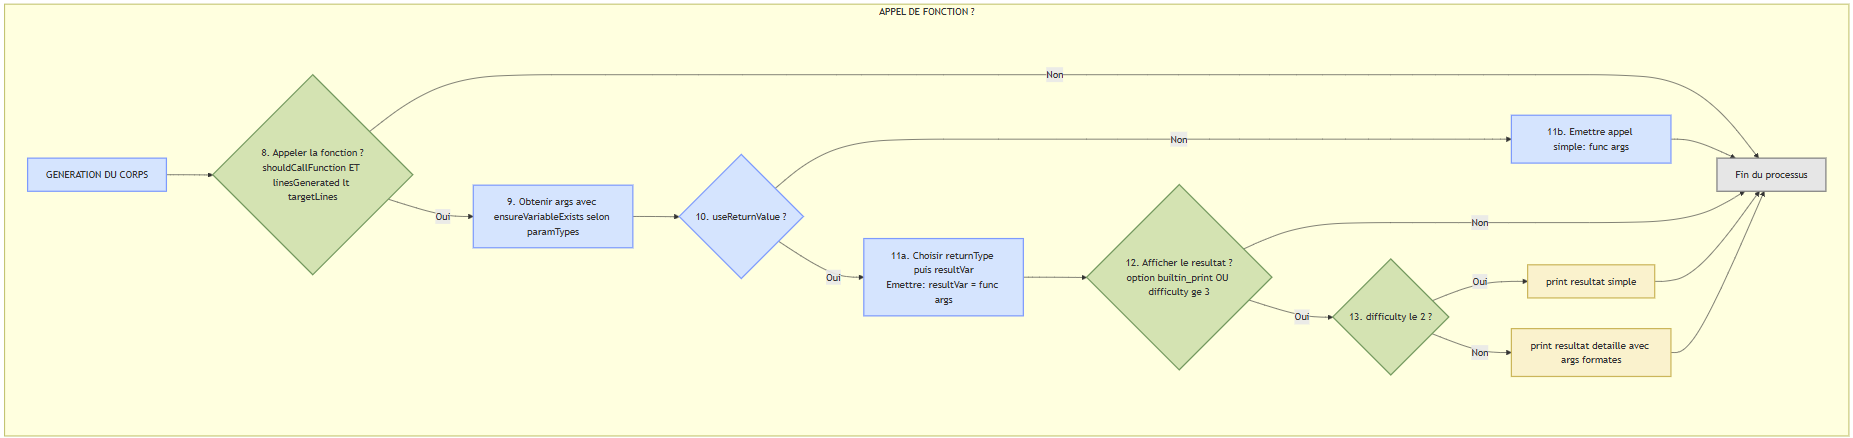 APPEL DE FONCTION ?
GENERATION DU CORPS
8. Appeler la fonction ?
shouldCallFunction ET
linesGenerated lt
targetLines
Non
Oui
9. Obtenir args avec
ensureVariableExists selon
paramTypes
10. useReturnValue ?
Non
Oui
11b. Emettre appel
simple: func args
11a. Choisir returnType
puis resultVar
Emettre: resultVar = func
args
12. Afficher le resultat ?
option builtin_print OU
difficulty ge 3
Non
Oui
13. difficulty le 2 ?
Oui
Non
print resultat simple
print resultat detaille avec
args formates
Fin du processus